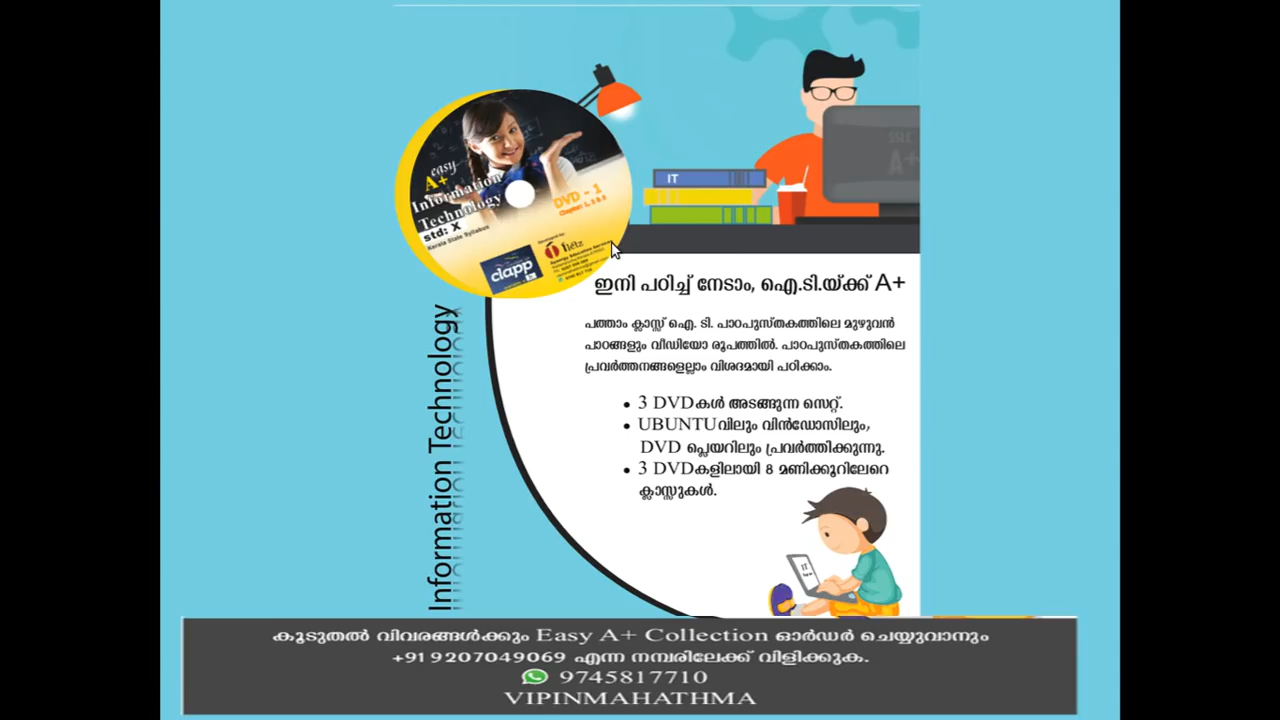 IT
SSLC
A+
easy
A+
Information
Technology
std: X
Kerala State Syllabus
DVD - 1
clapp
ഇനി പഠിച്ച് നേടാം, ഐ.ടി.യ്ക്ക് A+
പത്താം ക്ലാസ്സ് ഐ. ടി. പാഠപുസ്തകത്തിലെ മുഴുവൻ
പാഠങ്ങളും വീഡിയോ രൂപത്തിൽ. പാഠപുസ്തകത്തിലെ
പ്രവർത്തനങ്ങളെല്ലാം വിശദമായി പഠിക്കാം.
• 3 DVDകൾ അടങ്ങുന്ന സെറ്റ്.
• UBUNTUവിലും വിൻഡോസിലും,
DVD പ്ലെയറിലും പ്രവർത്തിക്കുന്നു.
• 3 DVDകളിലായി 8 മണിക്കൂറിലേറെ
ക്ലാസ്സുകൾ.
Information Technology
IT
കൂടുതൽ വിവരങ്ങൾക്കും Easy A+ Collection ഓർഡർ ചെയ്യുവാനും
+91 9207049069 എന്ന നമ്പരിലേക്ക് വിളിക്കുക.
9745817710
VIPINMAHATHMA